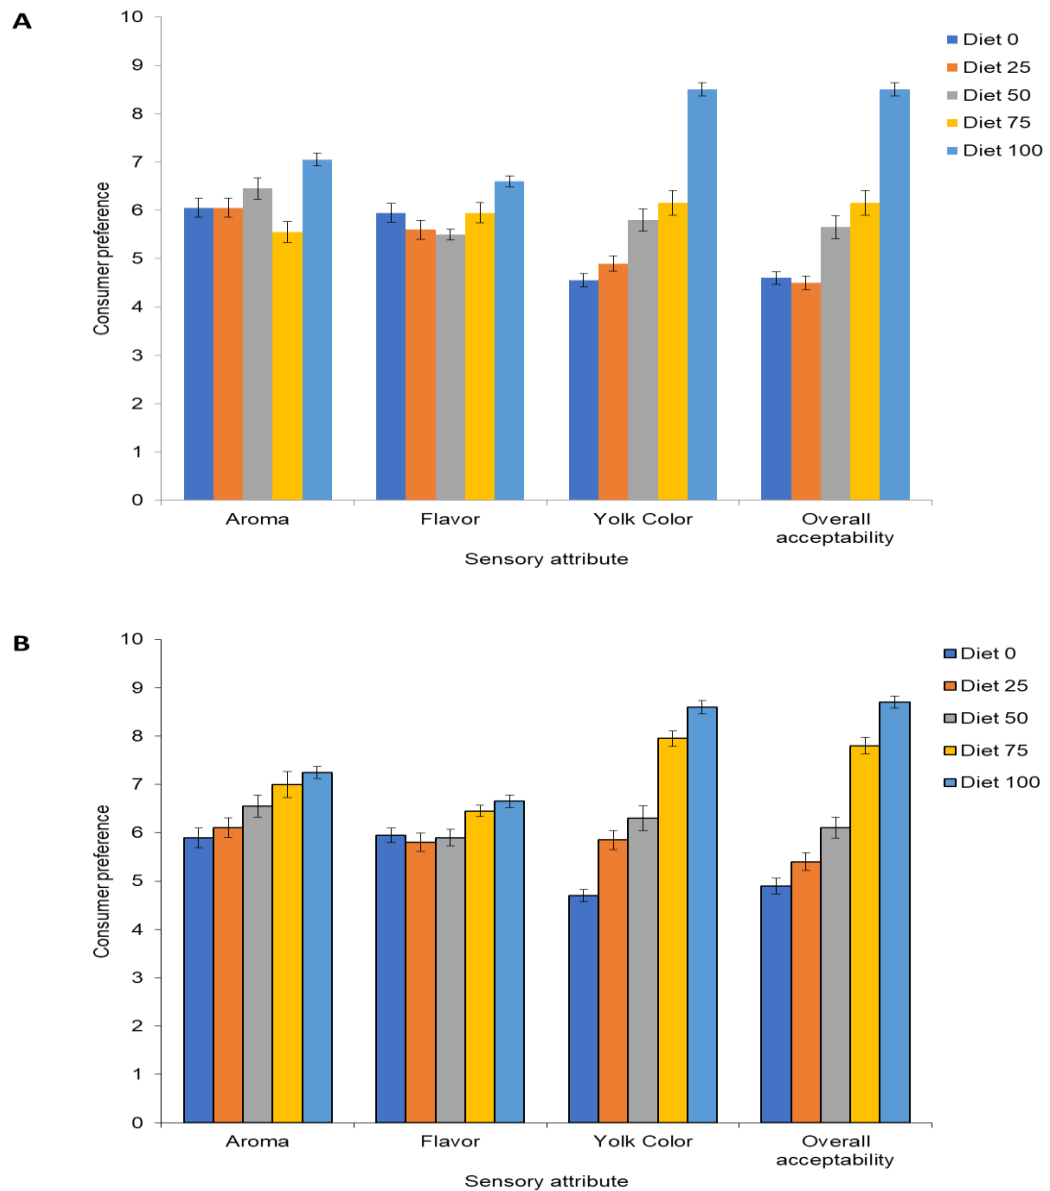 A
10
9
8
7
6
5
4
3
2
1
0
Consumer preference
Aroma
Flavor
Yolk Color
Overall
acceptability
Sensory attribute
Diet 0
Diet 25
Diet 50
Diet 75
Diet 100
B
10
9
8
7
6
5
4
3
2
1
0
Consumer preference
Aroma
Flavor
Yolk Color
Overall
acceptability
Sensory attribute
Diet 0
Diet 25
Diet 50
Diet 75
Diet 100